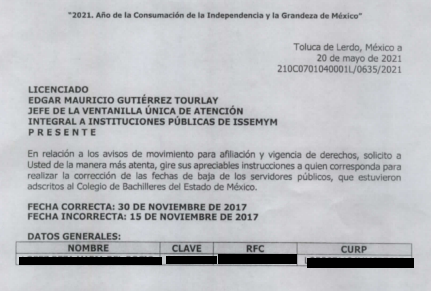 "2021. Año de la Consumación de la Independencia y la Grandeza de México"
Toluca de Lerdo, México a
20 de mayo de 2021
210C0701040001L/0635/2021
LICENCIADO
EDGAR MAURICIO GUTIÉRREZ TOURLAY
JEFE DE LA VENTANILLA ÚNICA DE ATENCIÓN
INTEGRAL A INSTITUCIONES PÚBLICAS DE ISSEMYM
P R E S E N T E
En relación a los avisos de movimiento para afiliación y vigencia de derechos, solicito a
Usted de la manera más atenta, gire sus apreciables instrucciones a quien corresponda para
realizar la corrección de las fechas de baja de los servidores públicos, que estuvieron
adscritos al Colegio de Bachilleres del Estado de México.
FECHA CORRECTA: 30 DE NOVIEMBRE DE 2017
FECHA INCORRECTA: 15 DE NOVIEMBRE DE 2017
DATOS GENERALES:
NOMBRE CLAVE RFC CURP